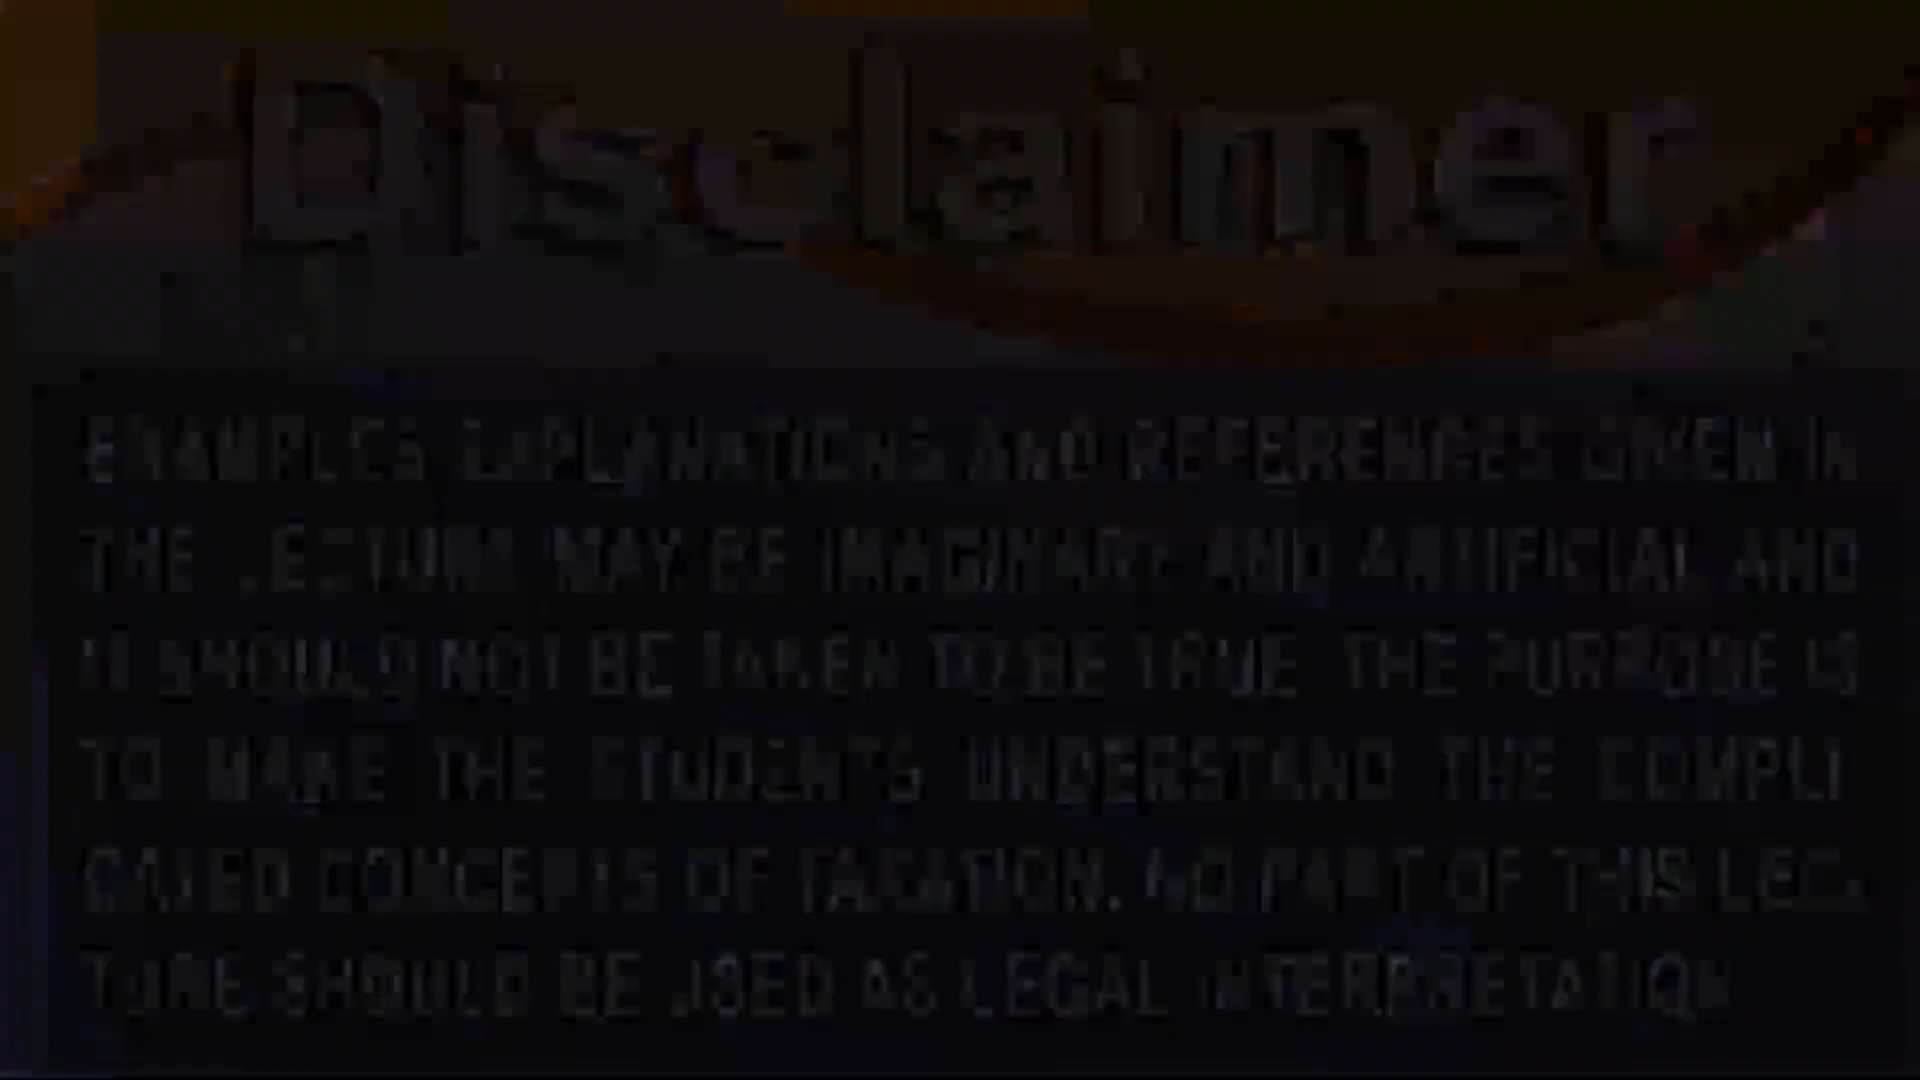 Disclaimer
EXAMPLES EXPLANATIONS AND REFERENCES GIVEN IN
THE LECTURE MAY BE IMAGINARY AND ARTIFICIAL AND
IT SHOULD NOT BE TAKEN TO BE TRUE THE PURPOSE IS
TO MAKE THE STUDENTS UNDERSTAND THE COMPLI
CATED CONCEPTS OF TAXATION. NO PART OF THIS LEC-
TURE SHOULD BE USED AS LEGAL INTERPRETATION